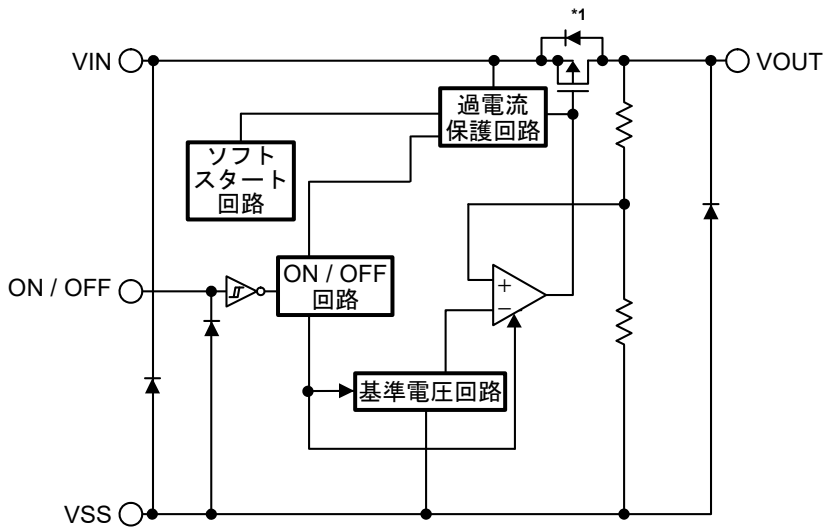 *1
VIN
VOUT
過電流
保護回路
ソフト
スタート
回路
ON / OFF
ON / OFF
回路
+
−
基準電圧回路
VSS